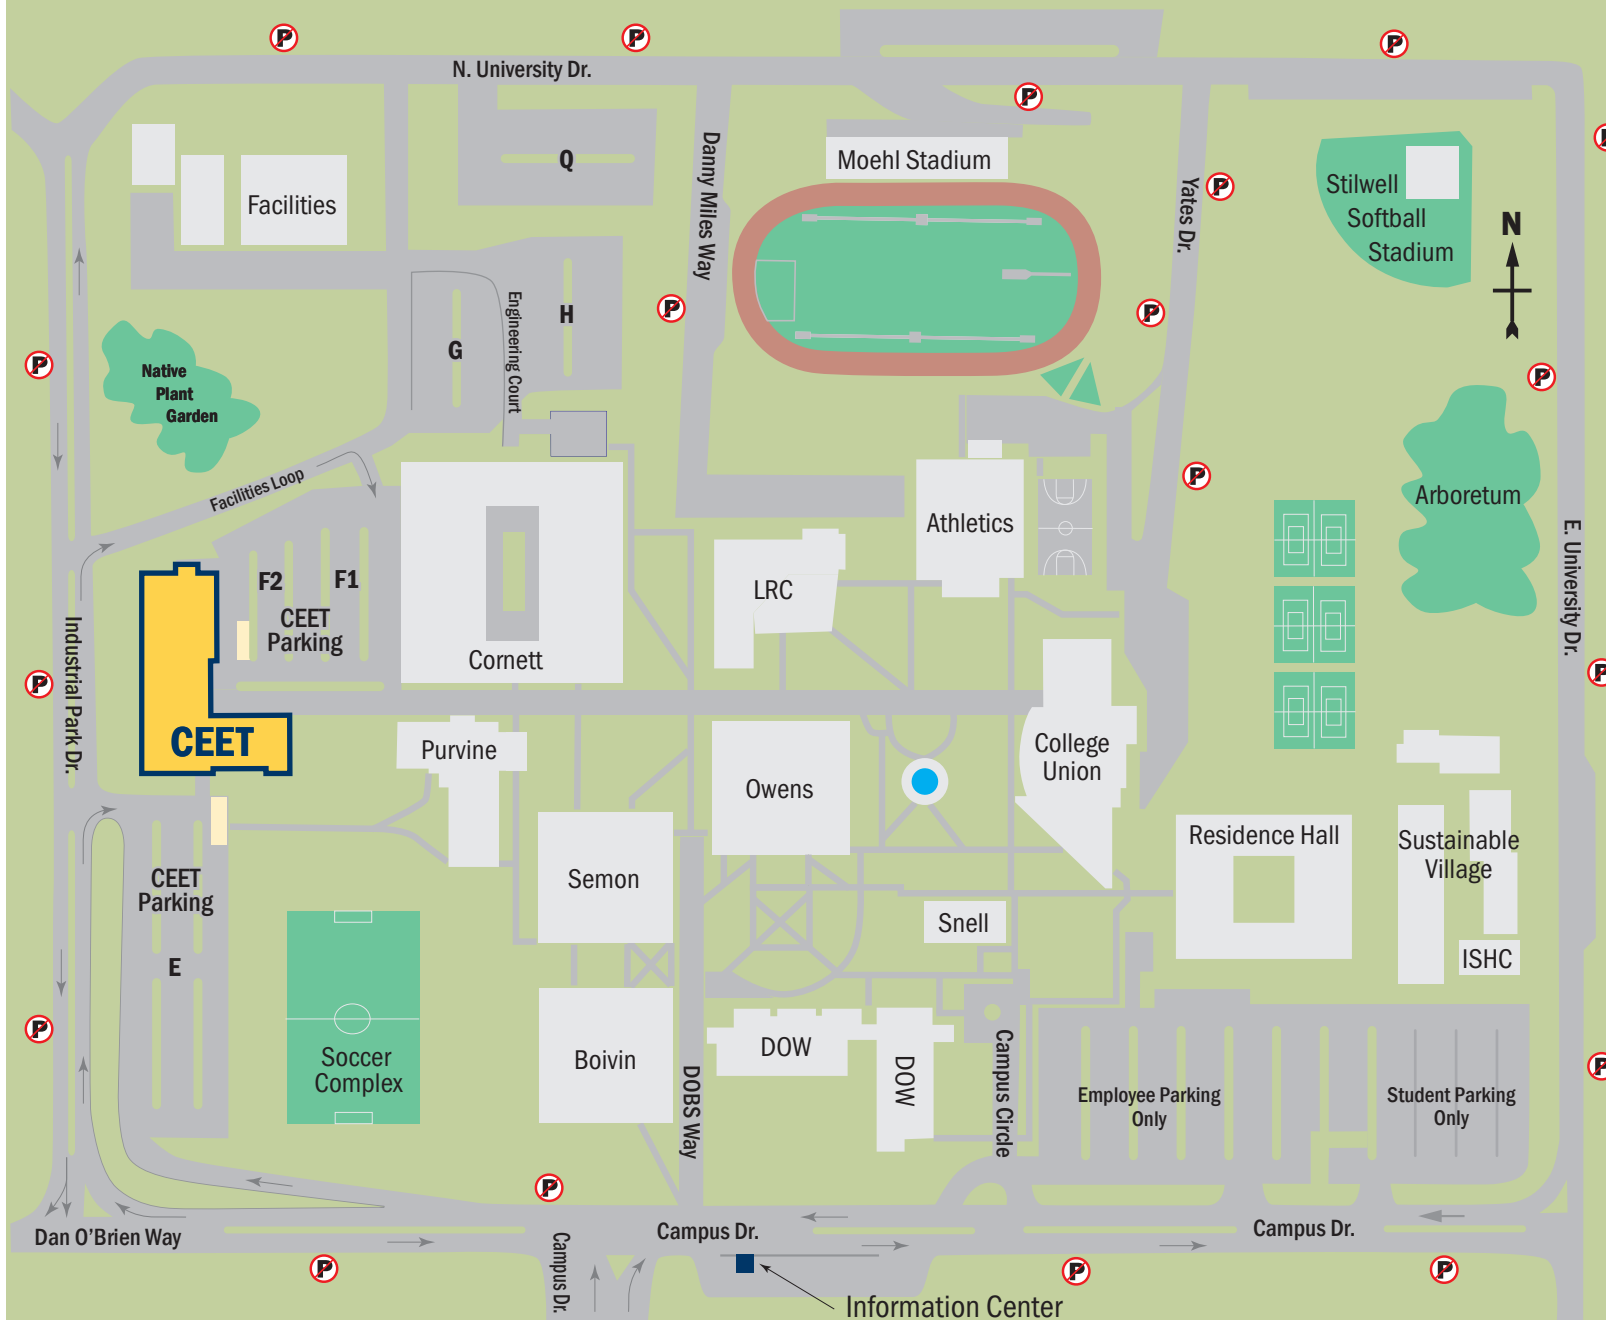 P
P
P
N. University Dr.
P
P
Q
Danny Miles Way
Moehl Stadium
Yates Dr.
P
Stilwell
Softball
Stadium
Facilities
N
P
P
H
Engineering Court
G
P
P
Native
Plant
Garden
Facilities Loop
P
Arboretum
Athletics
E. University Dr.
F2
F1
CEET
Parking
LRC
Industrial Park Dr.
Cornett
P
P
CEET
Purvine
College
Union
Owens
Residence Hall
Sustainable
Village
CEET
Parking
Semon
Snell
ISHC
E
P
Soccer
Complex
Boivin
DOW
DOW
DOBS Way
Campus Circle
Employee Parking
Only
Student Parking
Only
P
P
Dan O'Brien Way
Campus Dr.
Campus Dr.
Campus Dr.
P
P
P
Information Center